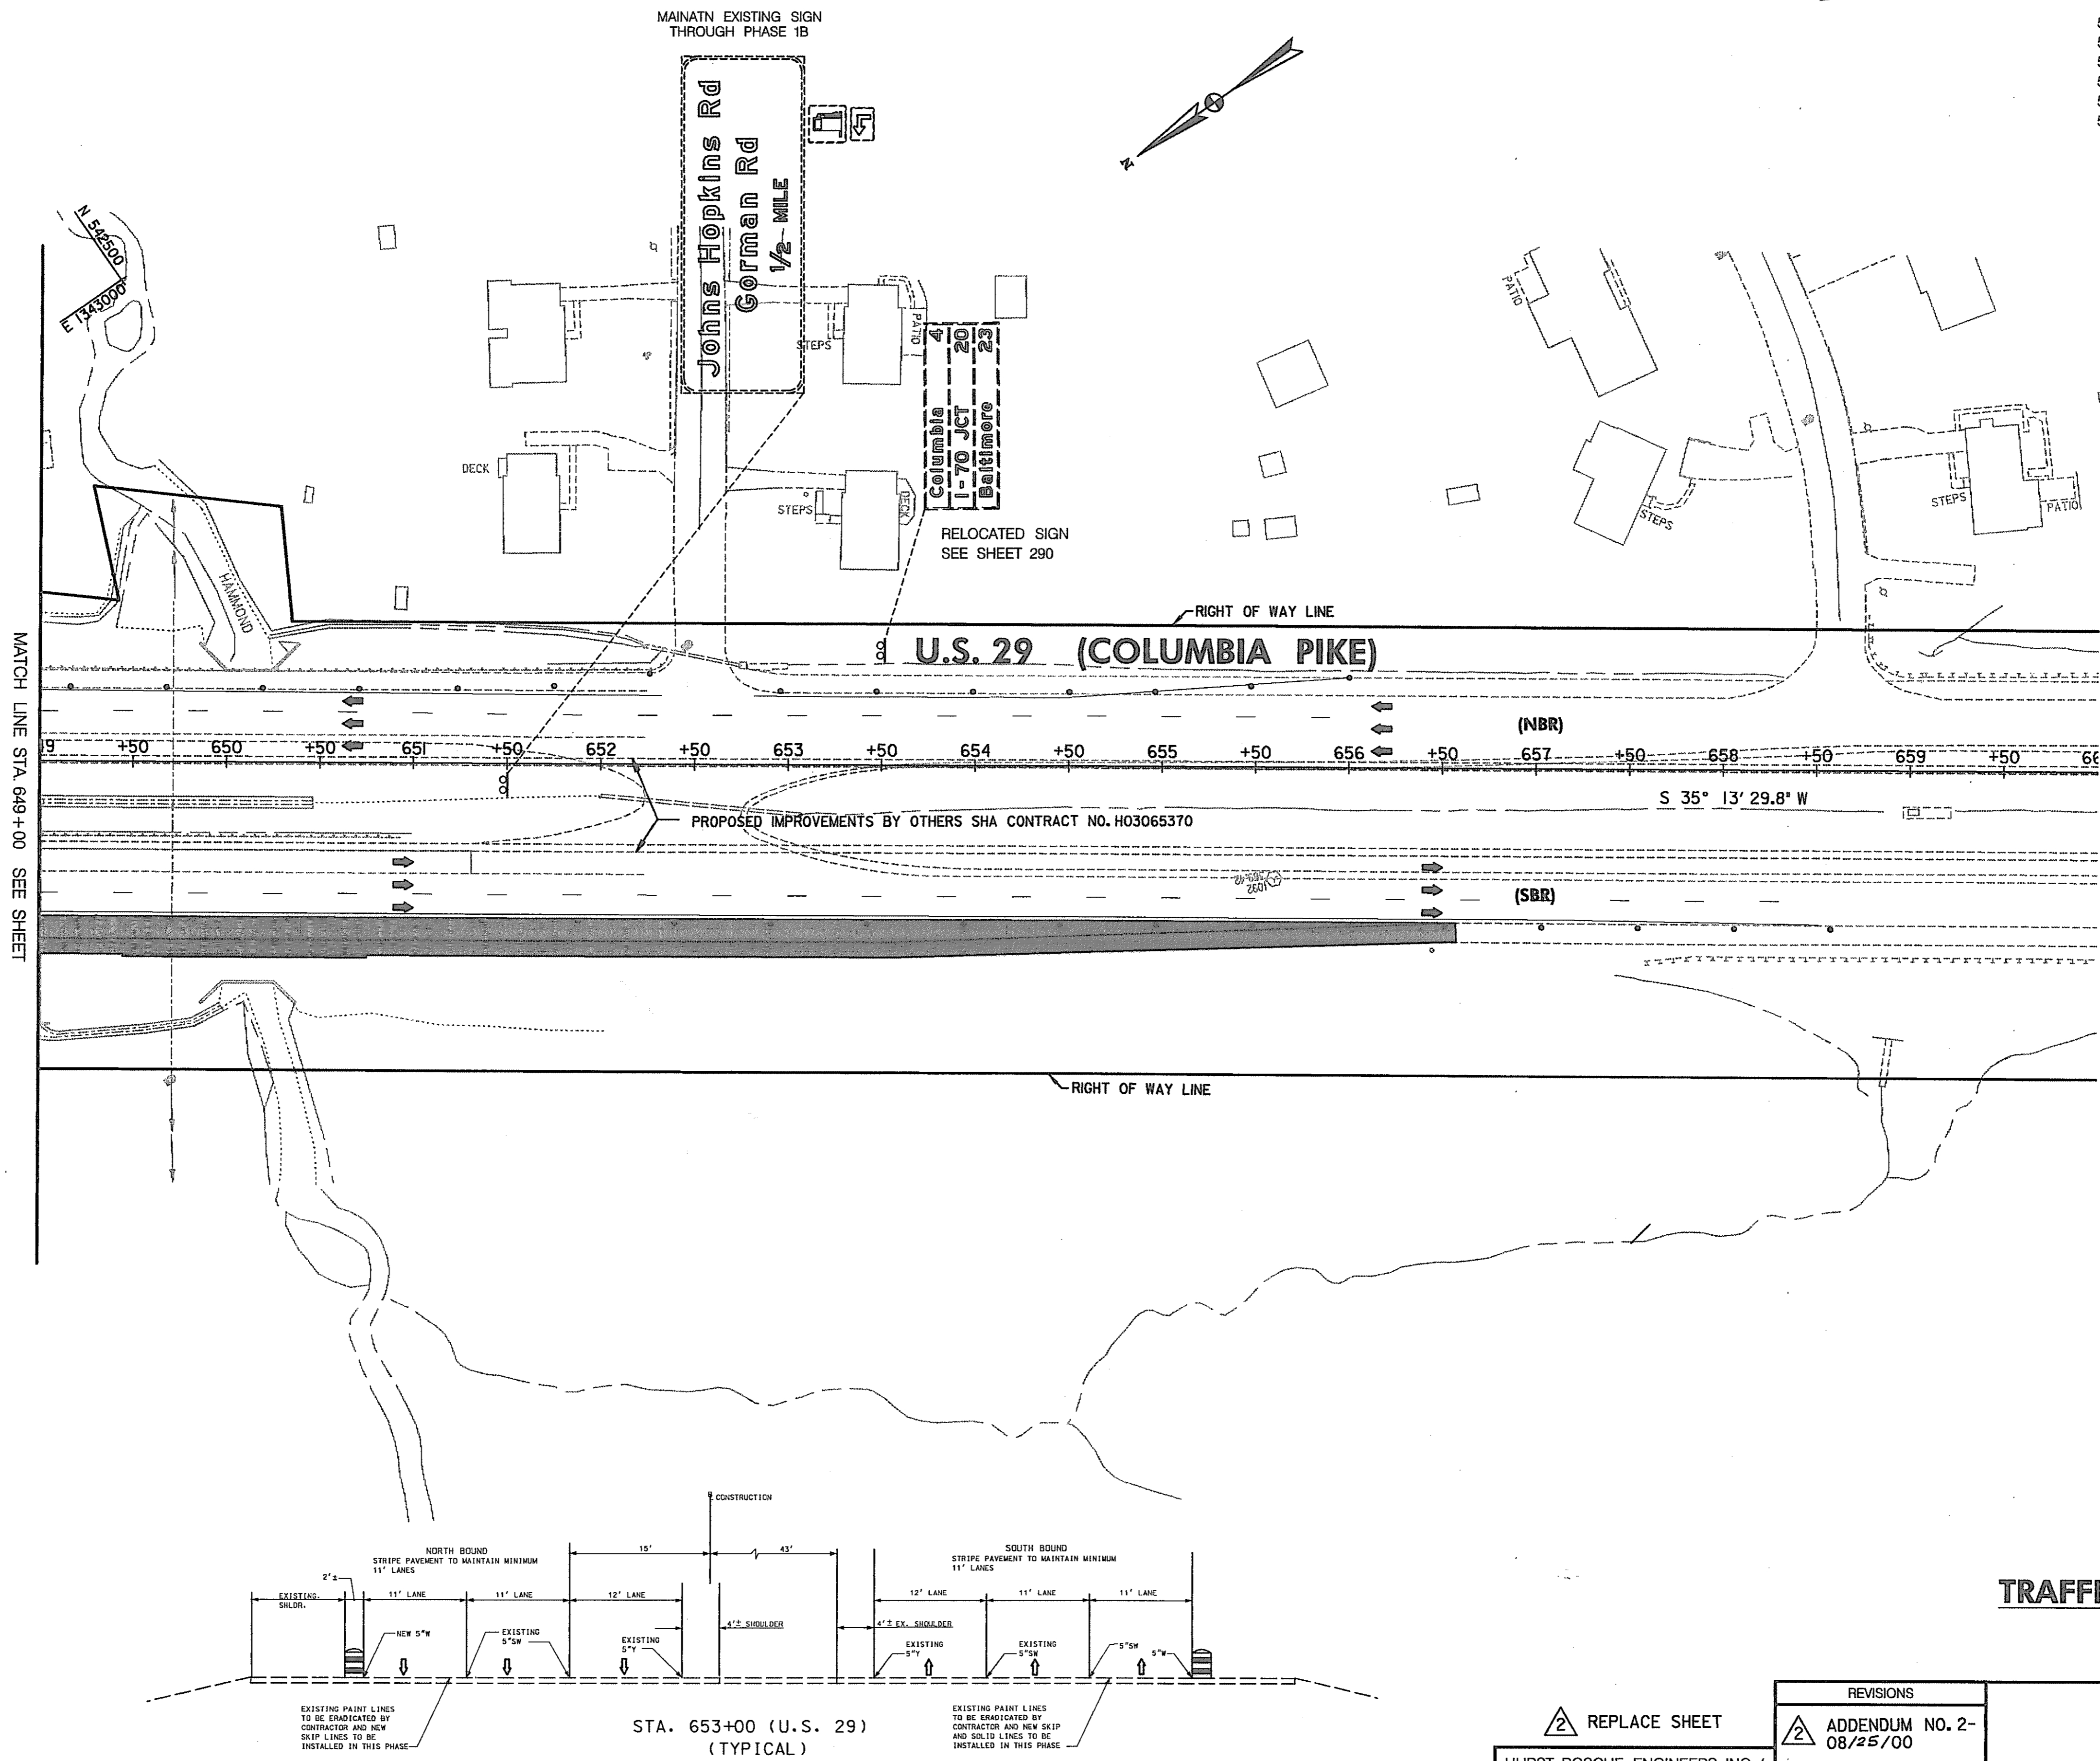 MAINATN EXISTING SIGN
THROUGH PHASE 1B
Johns Hopkins Rd
Gorman Rd
1/2 MILE
N
N 542500
E 1343000
PATIO
STEPS
PATIO
Columbia 4
I-70 JCT 20
Baltimore 23
DECK
STEPS
DECK
STEPS
STEPS
PATIO
RELOCATED SIGN
SEE SHEET 290
HAMMOND
RIGHT OF WAY LINE
U.S. 29 (COLUMBIA PIKE)
MATCH LINE STA. 649+00 SEE SHEET
(NBR)
+50 650 +50 651 +50 652 +50 653 +50 654 +50 655 +50 656 +50 657 +50 658 +50 659 +50
S 35° 13' 29.8" W
PROPOSED IMPROVEMENTS BY OTHERS SHA CONTRACT NO. HO3065370
1092
(SBR)
RIGHT OF WAY LINE
CONSTRUCTION
NORTH BOUND
STRIPE PAVEMENT TO MAINTAIN MINIMUM
11' LANES
15'
43'
SOUTH BOUND
STRIPE PAVEMENT TO MAINTAIN MINIMUM
11' LANES
2'±
EXISTING.
SHLDR.
11' LANE
11' LANE
12' LANE
12' LANE
11' LANE
11' LANE
4'± SHOULDER
4'± EX. SHOULDER
NEW 5"W
EXISTING
5"SW
EXISTING
5"Y
EXISTING
5"Y
EXISTING
5"SW
5"SW
5"W
EXISTING PAINT LINES
TO BE ERADICATED BY
CONTRACTOR AND NEW
SKIP LINES TO BE
INSTALLED IN THIS PHASE
STA. 653+00 (U.S. 29)
(TYPICAL)
EXISTING PAINT LINES
TO BE ERADICATED BY
CONTRACTOR AND NEW SKIP
AND SOLID LINES TO BE
INSTALLED IN THIS PHASE
2 REPLACE SHEET
REVISIONS
2 ADDENDUM NO. 2-
08/25/00